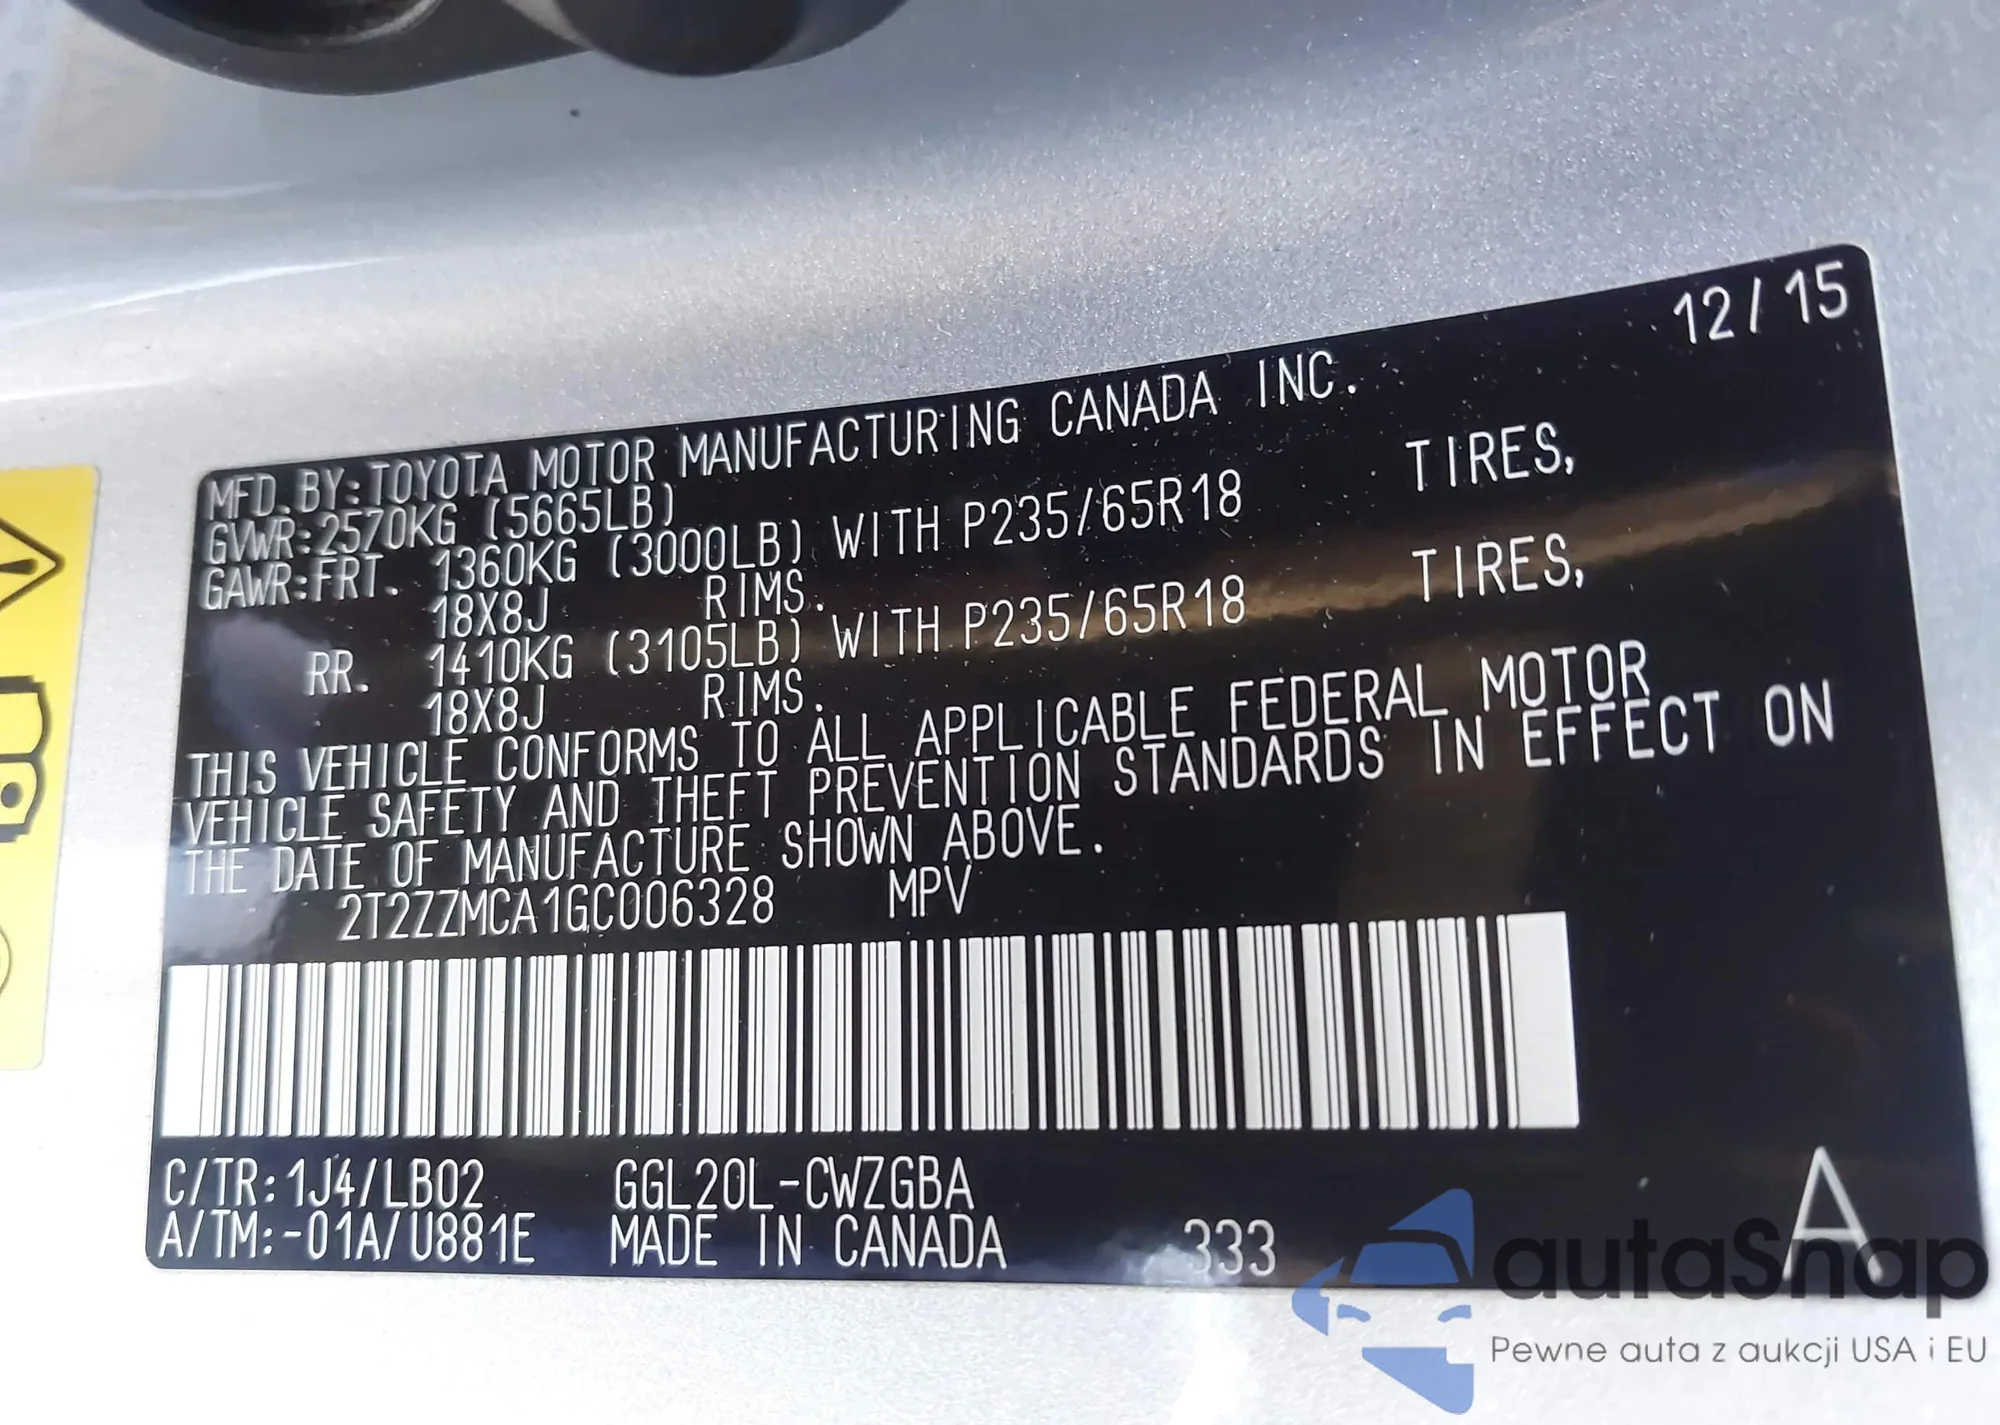 12/15
MFD.BY:TOYOTA MOTOR MANUFACTURING CANADA INC.
GVWR:2570KG (5665LB)
GAWR:FRT. 1360KG (3000LB) WITH P235/65R18 TIRES,
18X8J RIMS.
RR. 1410KG (3105LB) WITH P235/65R18 TIRES,
18X8J RIMS.
THIS VEHICLE CONFORMS TO ALL APPLICABLE FEDERAL MOTOR
VEHICLE SAFETY AND THEFT PREVENTION STANDARDS IN EFFECT ON
THE DATE OF MANUFACTURE SHOWN ABOVE.
2T2ZZMCA1GC006328 MPV
C/TR:1J4/LB02 GGL20L-CWZGBA
A/TM:-01A/U881E MADE IN CANADA 333 A
autaSnap
Pewne auta z aukcji USA i EU